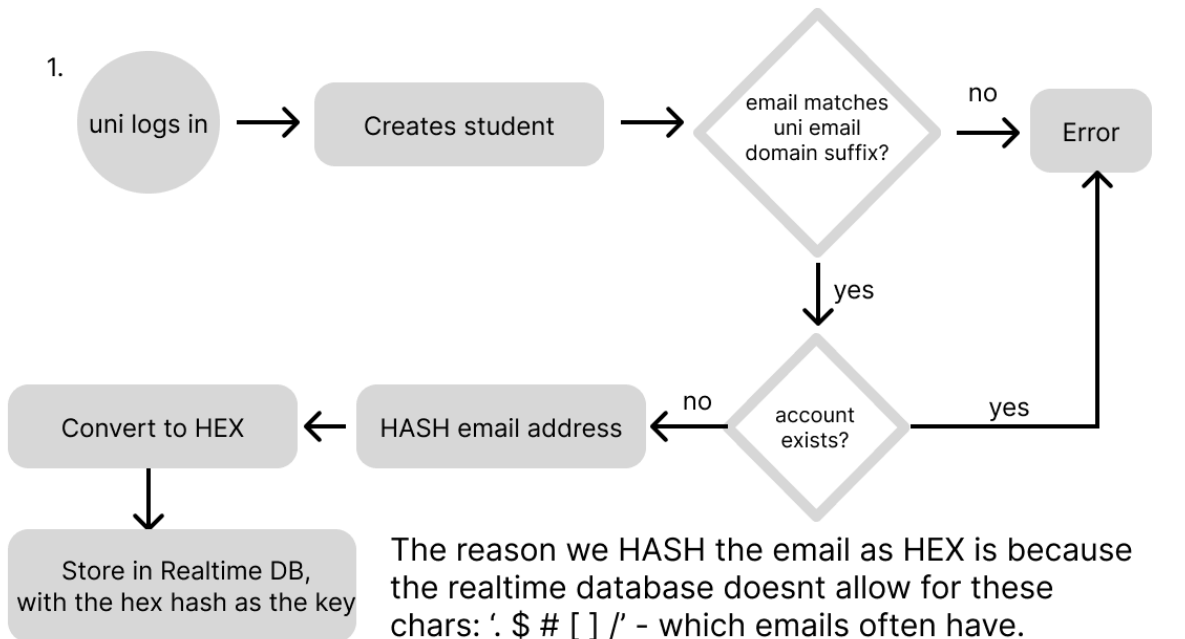 1.
uni logs in
Creates student
email matches
uni email
domain suffix?
no
Error
yes
account
exists?
yes
no
HASH email address
Convert to HEX
Store in Realtime DB,
with the hex hash as the key
The reason we HASH the email as HEX is because
the realtime database doesnt allow for these
chars: ‘. $ # [ ] /’ - which emails often have.